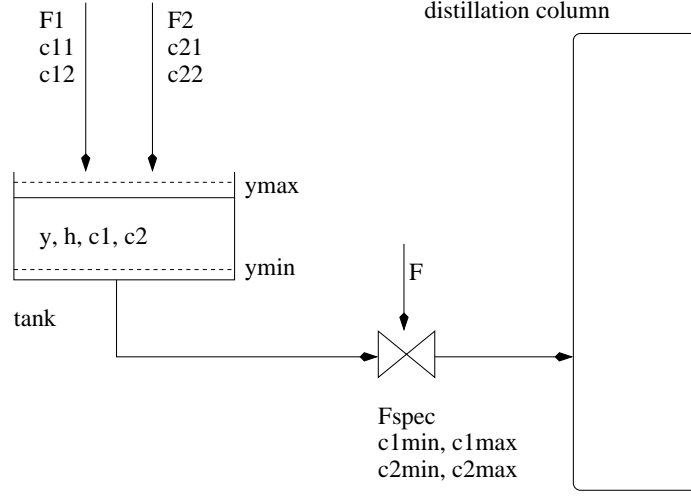 distillation column
F1
c11
c12
F2
c21
c22
ymax
y, h, c1, c2
ymin
tank
F
Fspec
c1min, c1max
c2min, c2max